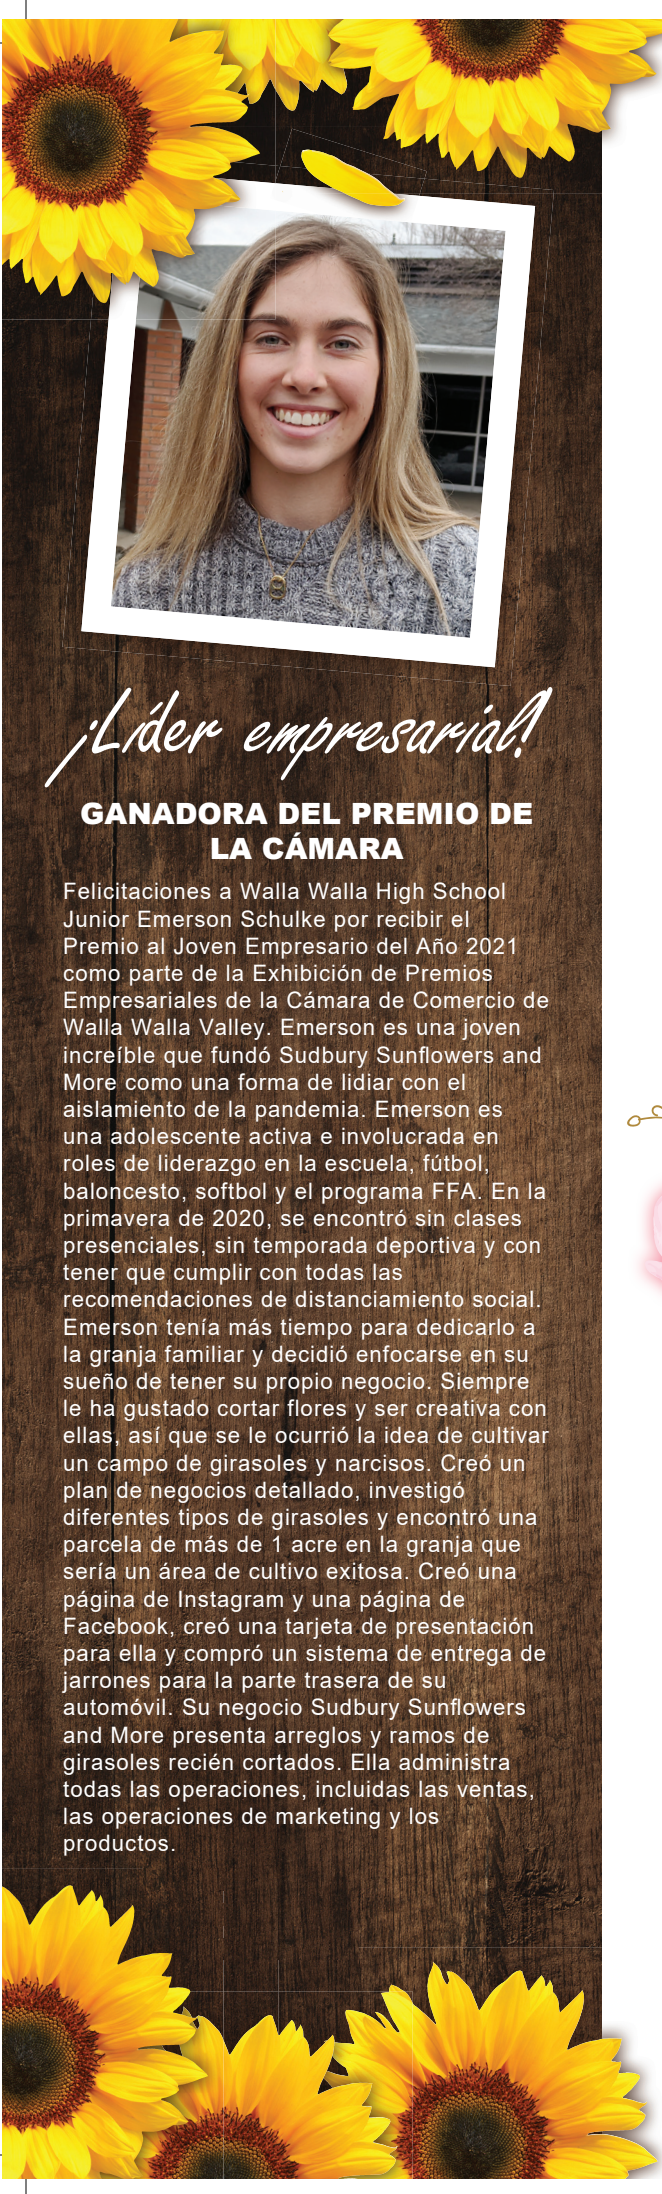 ¡Líder empresarial!
GANADORA DEL PREMIO DE
LA CÁMARA
Felicitaciones a Walla Walla High School
Junior Emerson Schulke por recibir el
Premio al Joven Empresario del Año 2021
como parte de la Exhibición de Premios
Empresariales de la Cámara de Comercio de
Walla Walla Valley. Emerson es una joven
increíble que fundó Sudbury Sunflowers and
More como una forma de lidiar con el
aislamiento de la pandemia. Emerson es
una adolescente activa e involucrada en
roles de liderazgo en la escuela, fútbol,
baloncesto, softbol y el programa FFA. En la
primavera de 2020, se encontró sin clases
presenciales, sin temporada deportiva y con
tener que cumplir con todas las
recomendaciones de distanciamiento social.
Emerson tenía más tiempo para dedicarlo a
la granja familiar y decidió enfocarse en su
sueño de tener su propio negocio. Siempre
le ha gustado cortar flores y ser creativa con
ellas, así que se le ocurrió la idea de cultivar
un campo de girasoles y narcisos. Creó un
plan de negocios detallado, investigó
diferentes tipos de girasoles y encontró una
parcela de más de 1 acre en la granja que
sería un área de cultivo exitosa. Creó una
página de Instagram y una página de
Facebook, creó una tarjeta de presentación
para ella y compró un sistema de entrega de
jarrones para la parte trasera de su
automóvil. Su negocio Sudbury Sunflowers
and More presenta arreglos y ramos de
girasoles recién cortados. Ella administra
todas las operaciones, incluidas las ventas,
las operaciones de marketing y los
productos.